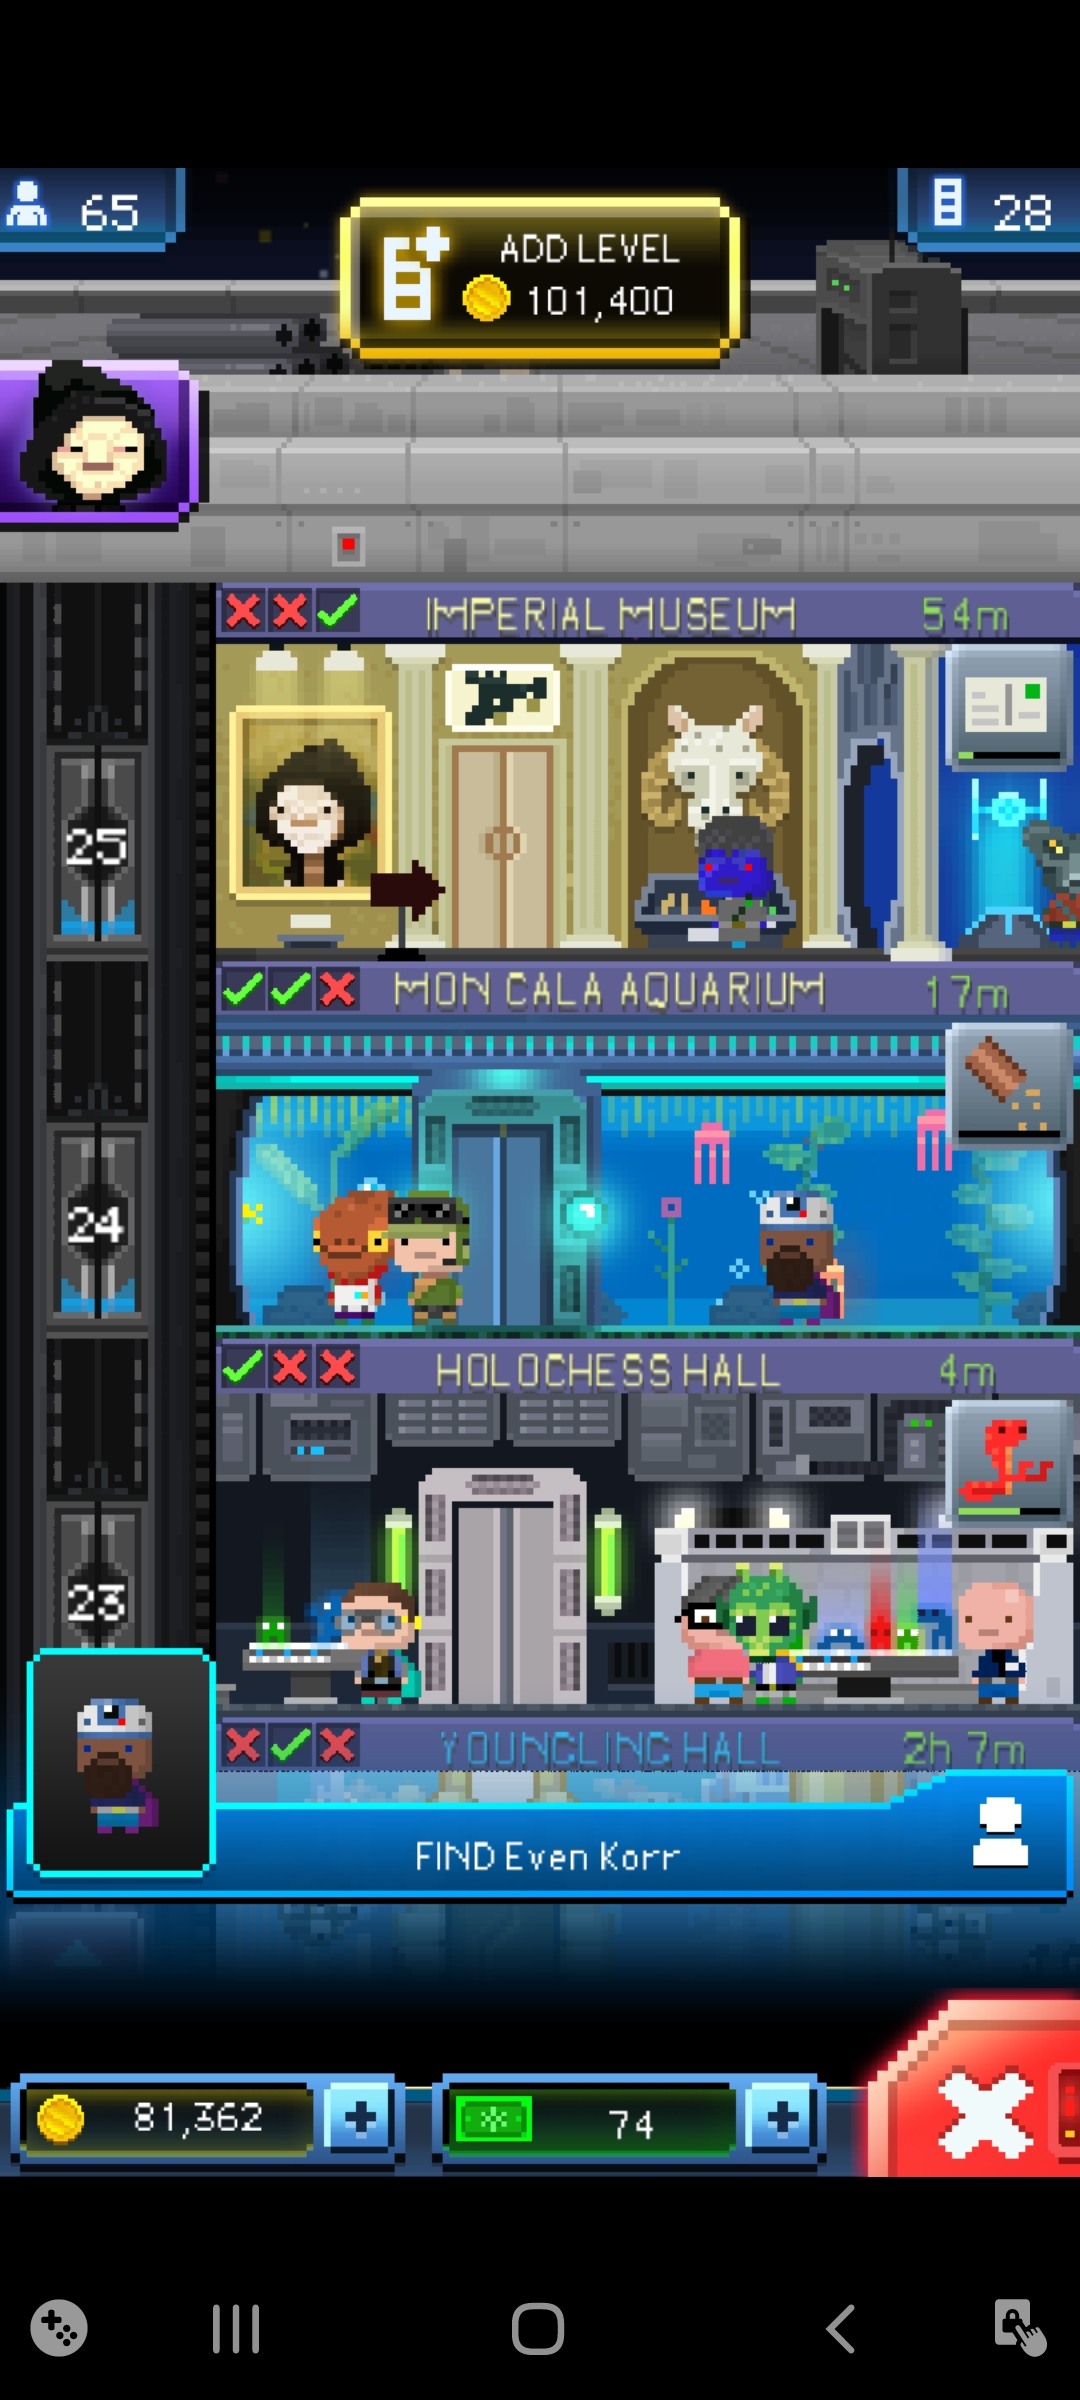 65
ADD LEVEL
101,400
28
IMPERIAL MUSEUM 54m
25
MON CALA AQUARIUM 17m
24
HOLOCHESS HALL 4m
23
YOUNGLING HALL 2h 7m
FIND Even Korr
81,362
74